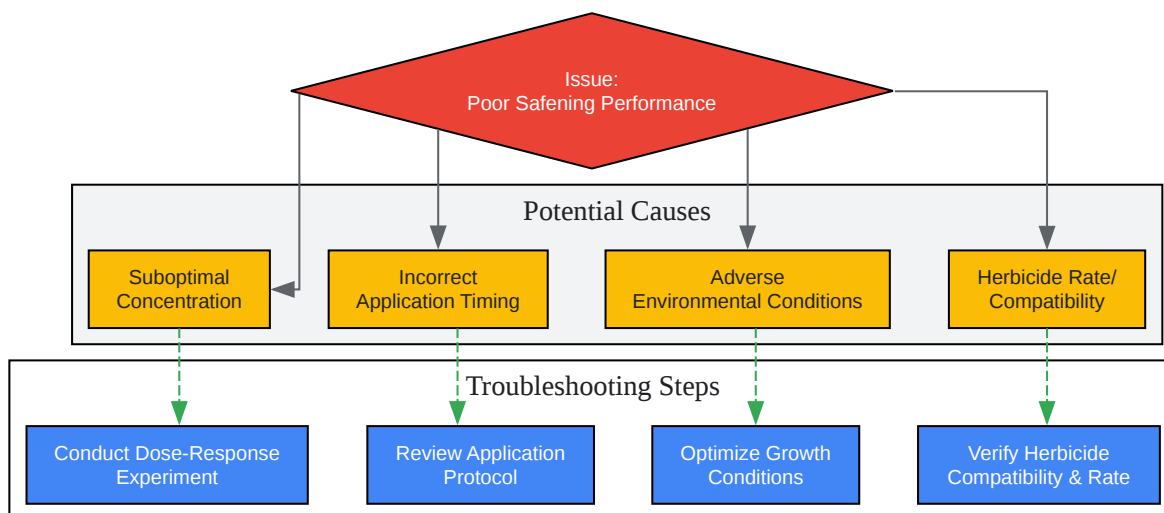 Issue:
Poor Safening Performance
Potential Causes
Suboptimal
Concentration
Incorrect
Application Timing
Adverse
Environmental Conditions
Herbicide Rate/
Compatibility
Troubleshooting Steps
Conduct Dose-Response
Experiment
Review Application
Protocol
Optimize Growth
Conditions
Verify Herbicide
Compatibility & Rate